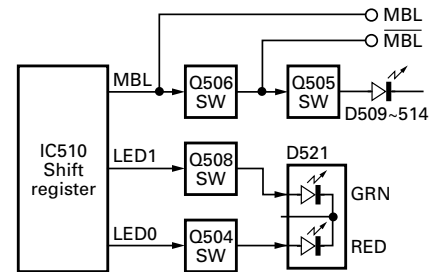 MBL
M̅B̅L̅
MBL
Q506
SW
Q505
SW
D509~514
IC510
Shift
register
LED1
Q508
SW
D521
GRN
LED0
Q504
SW
RED